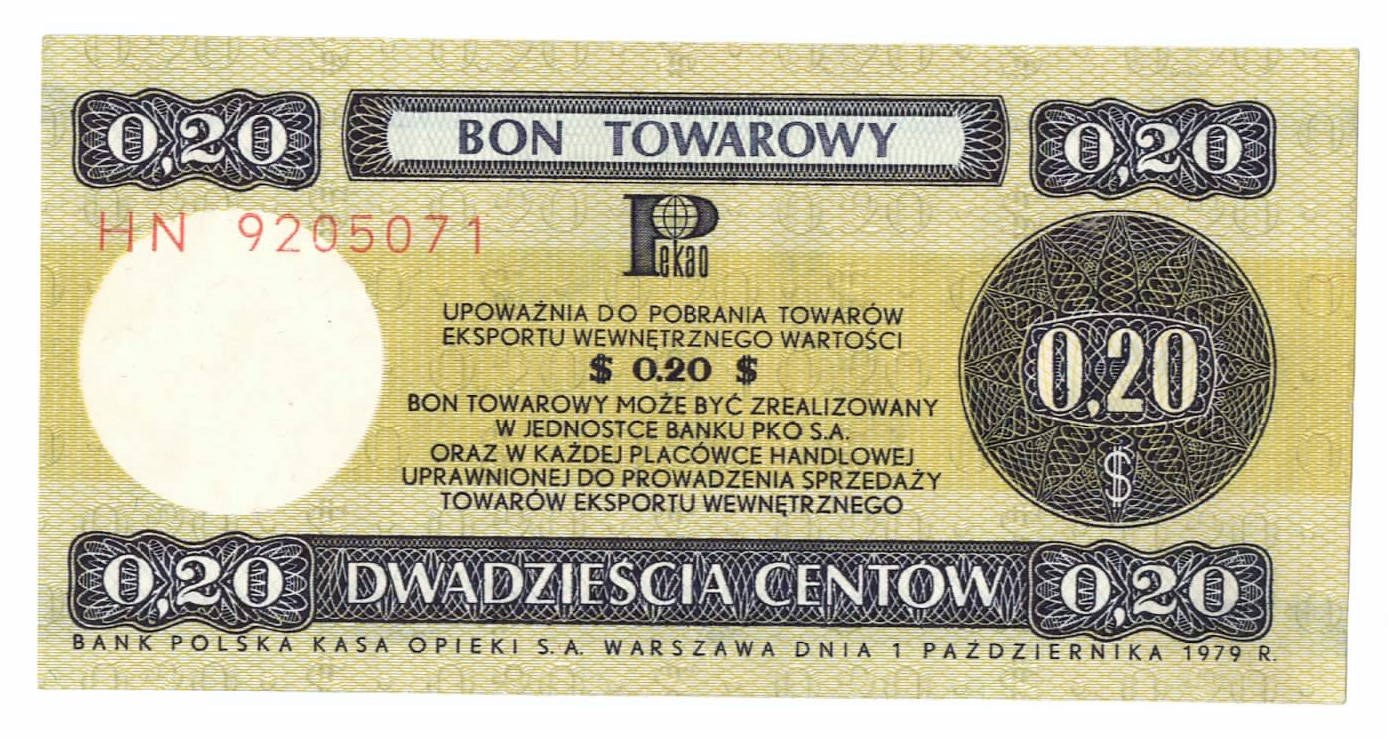 0,20 BON TOWAROWY 0,20
HN 9205071
Pekao
UPOWAŻNIA DO POBRANIA TOWARÓW
EKSPORTU WEWNĘTRZNEGO WARTOŚCI
$ 0.20 $
BON TOWAROWY MOŻE BYĆ ZREALIZOWANY
W JEDNOSTCE BANKU PKO S.A.
ORAZ W KAŻDEJ PLACÓWCE HANDLOWEJ
UPRAWNIONEJ DO PROWADZENIA SPRZEDAŻY
TOWARÓW EKSPORTU WEWNĘTRZNEGO
0,20
$
0,20 DWADZIEŚCIA CENTÓW 0,20
BANK POLSKA KASA OPIEKI S.A. WARSZAWA DNIA 1 PAŹDZIERNIKA 1979 R.